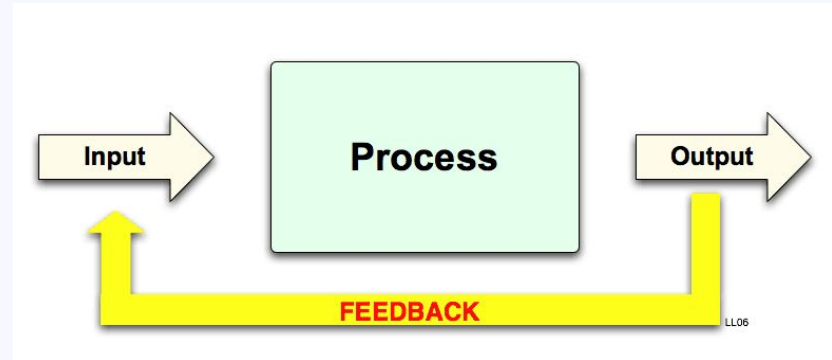 Input
Process
Output
FEEDBACK
LL06